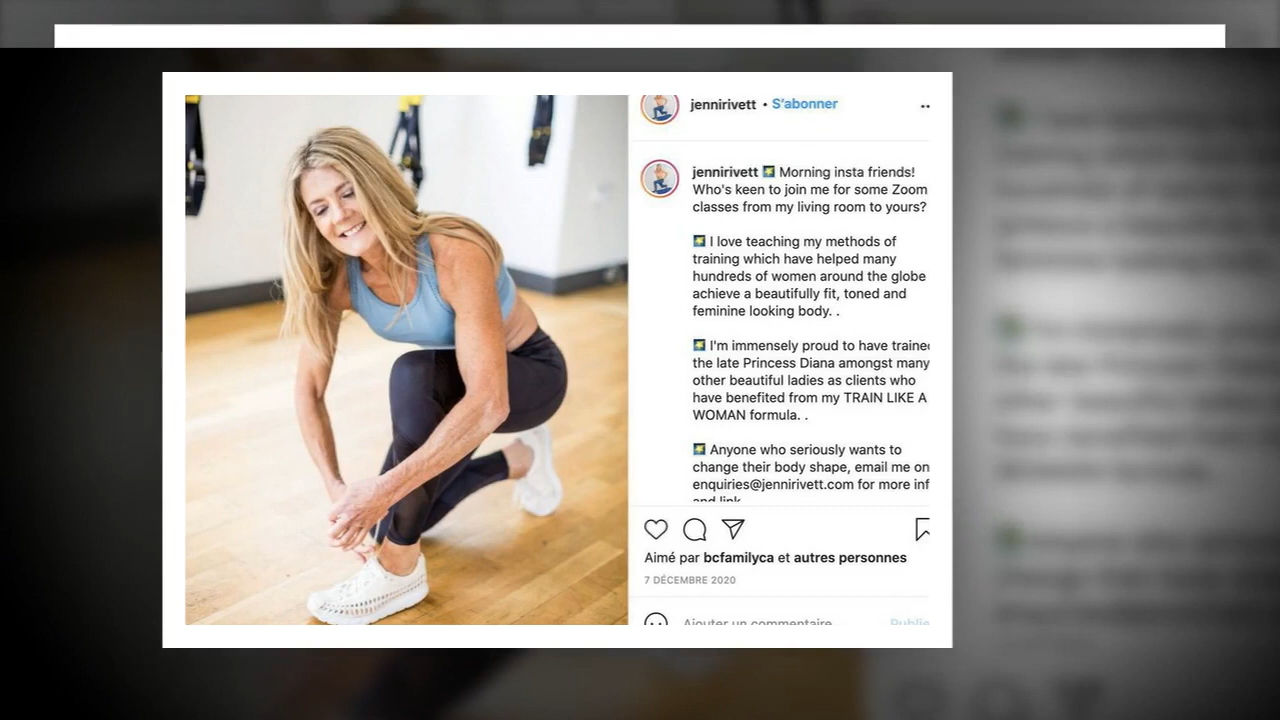 jennirivett • S'abonner
jennirivett Morning insta friends!
Who's keen to join me for some Zoom
classes from my living room to yours?
I love teaching my methods of
training which have helped many
hundreds of women around the globe
achieve a beautifully fit, toned and
feminine looking body. .
I'm immensely proud to have trained
the late Princess Diana amongst many
other beautiful ladies as clients who
have benefited from my TRAIN LIKE A
WOMAN formula. .
Anyone who seriously wants to
change their body shape, email me on
enquiries@jennirivett.com for more inf
and link
Aimé par bcfamilyca et autres personnes
7 DÉCEMBRE 2020
Ajouter un commentaire
Publie